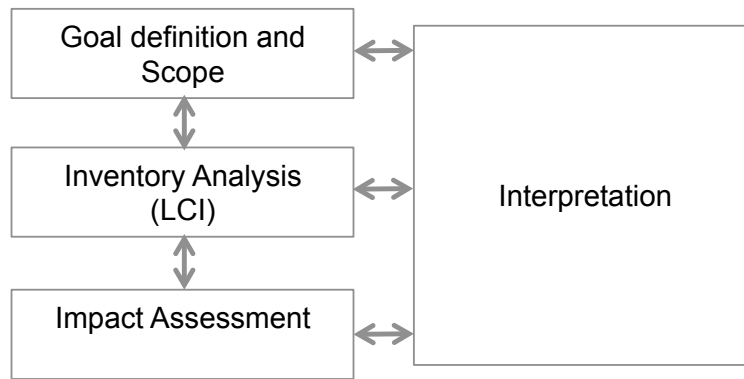 Goal definition and
Scope
Inventory Analysis
(LCI)
Interpretation
Impact Assessment